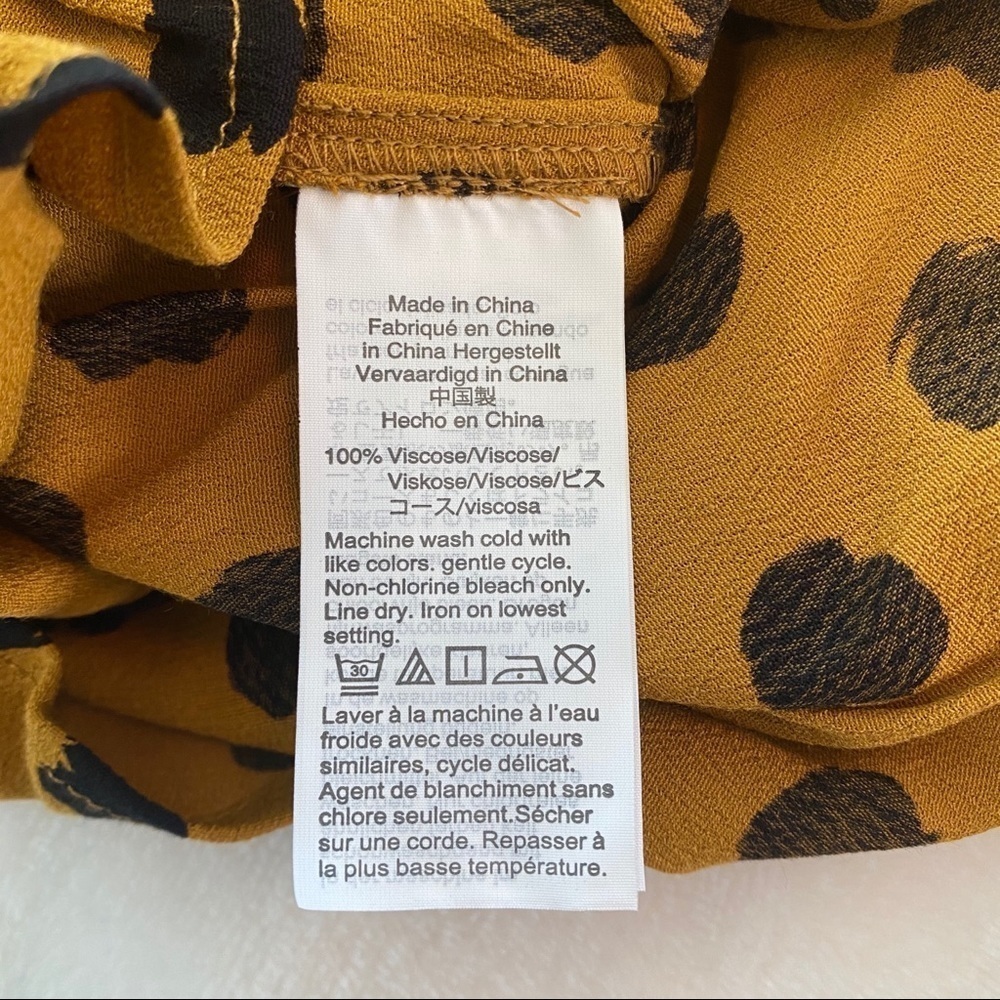 Made in China
Fabriqué en Chine
in China Hergestellt
Vervaardigd in China
中国製
Hecho en China
100% Viscose/Viscose/
Viskose/Viscose/ビス
コース/viscosa
Machine wash cold with
like colors. gentle cycle.
Non-chlorine bleach only.
Line dry. Iron on lowest
setting.
30
Laver à la machine à l'eau
froide avec des couleurs
similaires, cycle délicat.
Agent de blanchiment sans
chlore seulement.Sécher
sur une corde. Repasser à
la plus basse température.